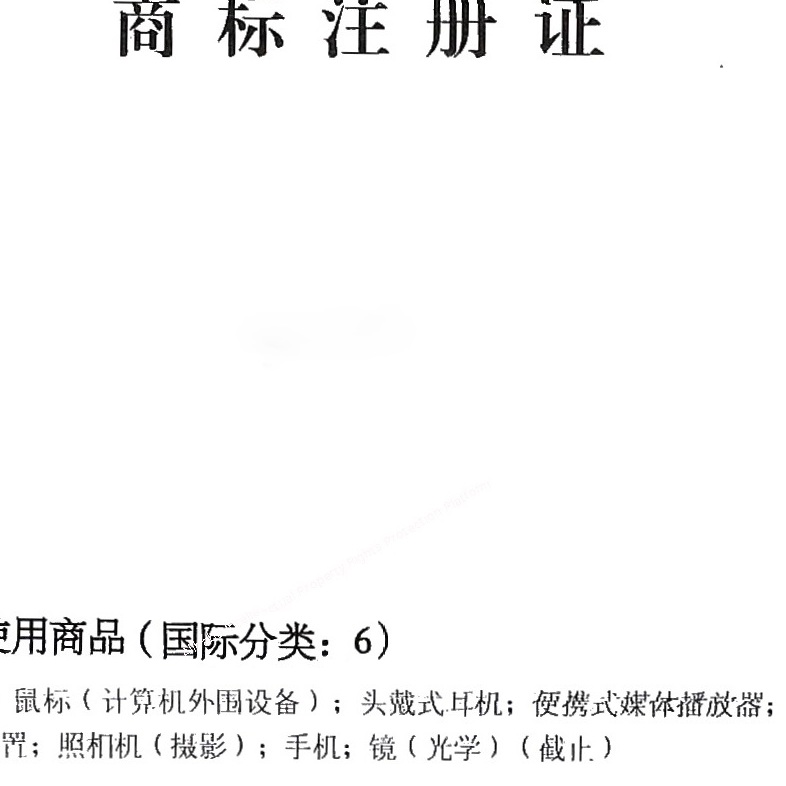 商标注册证
使用商品（国际分类：6）
鼠标（计算机外围设备）；头戴式耳机；便携式媒体播放器；
置；照相机（摄影）；手机；镜（光学）（截止）